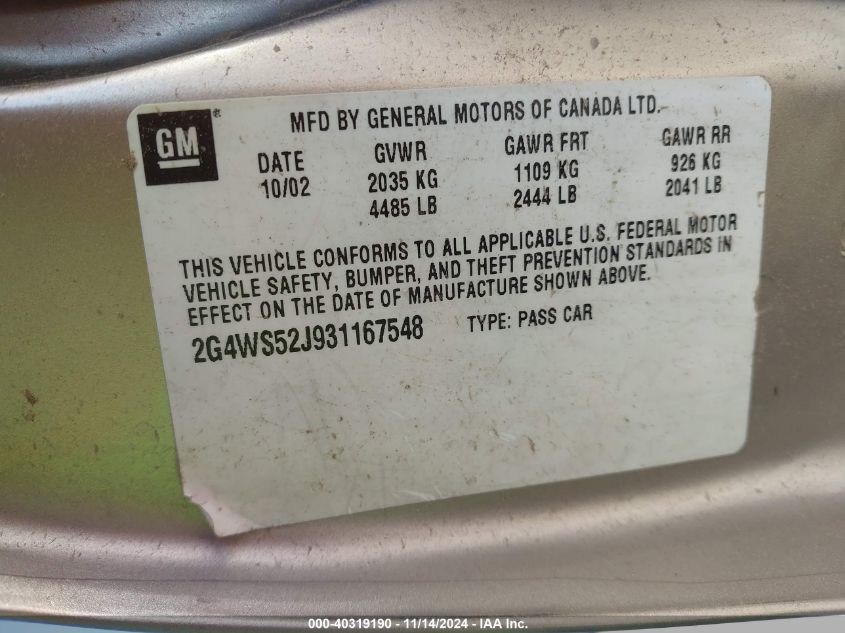 GM®
MFD BY GENERAL MOTORS OF CANADA LTD.
DATE GVWR GAWR FRT GAWR RR
10/02 2035 KG 1109 KG 926 KG
4485 LB 2444 LB 2041 LB
THIS VEHICLE CONFORMS TO ALL APPLICABLE U.S. FEDERAL MOTOR
VEHICLE SAFETY, BUMPER, AND THEFT PREVENTION STANDARDS IN
EFFECT ON THE DATE OF MANUFACTURE SHOWN ABOVE.
2G4WS52J931167548 TYPE: PASS CAR
000-40319190 - 11/14/2024 - IAA Inc.